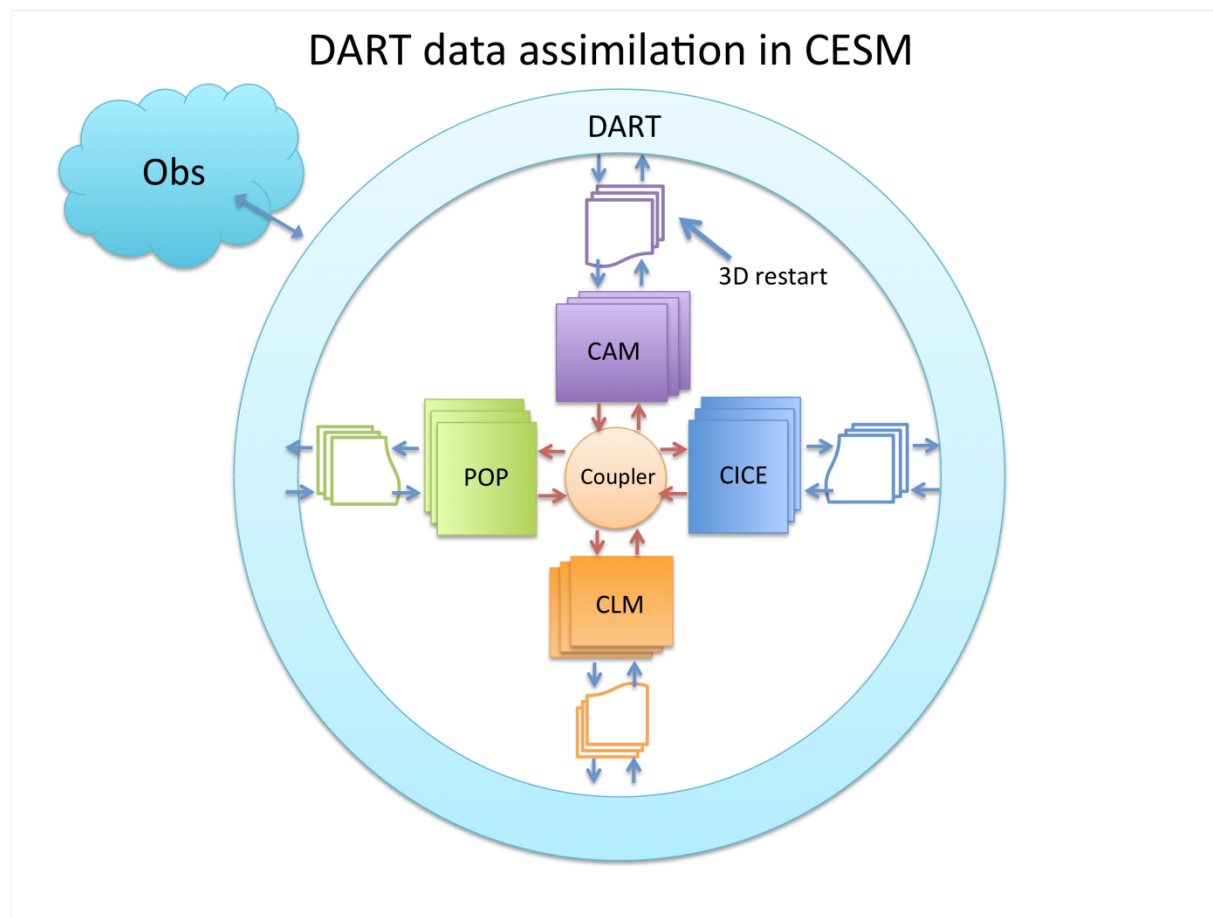 DART data assimilation in CESM
DART
Obs
3D restart
CAM
POP
Coupler
CICE
CLM